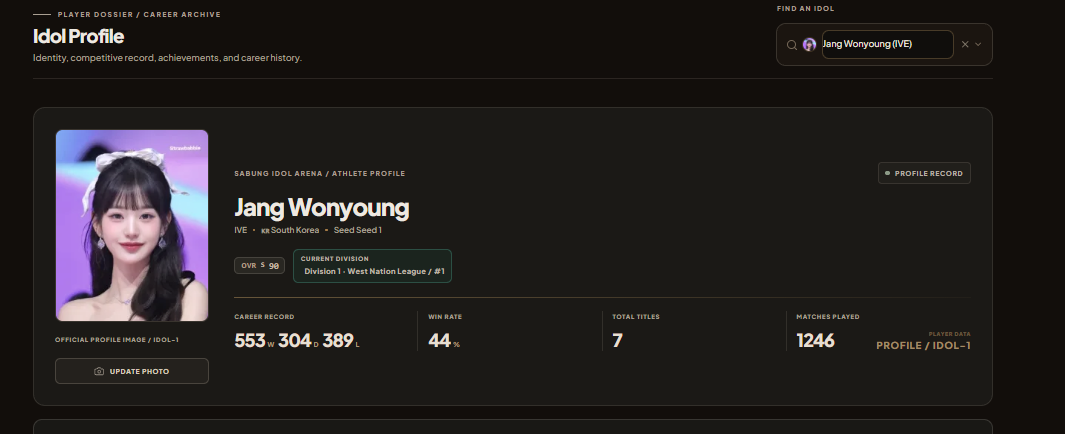 PLAYER DOSSIER / CAREER ARCHIVE
Idol Profile
Identity, competitive record, achievements, and career history.
FIND AN IDOL
Jang Wonyoung (IVE)
SABUNG IDOL ARENA / ATHLETE PROFILE
PROFILE RECORD
Jang Wonyoung
IVE • KR South Korea • Seed Seed 1
OVR S 90
CURRENT DIVISION
Division 1 · West Nation League / #1
CAREER RECORD
553 W 304 D 389 L
WIN RATE
44 %
TOTAL TITLES
7
MATCHES PLAYED
1246
PLAYER DATA
PROFILE / IDOL-1
OFFICIAL PROFILE IMAGE / IDOL-1
UPDATE PHOTO